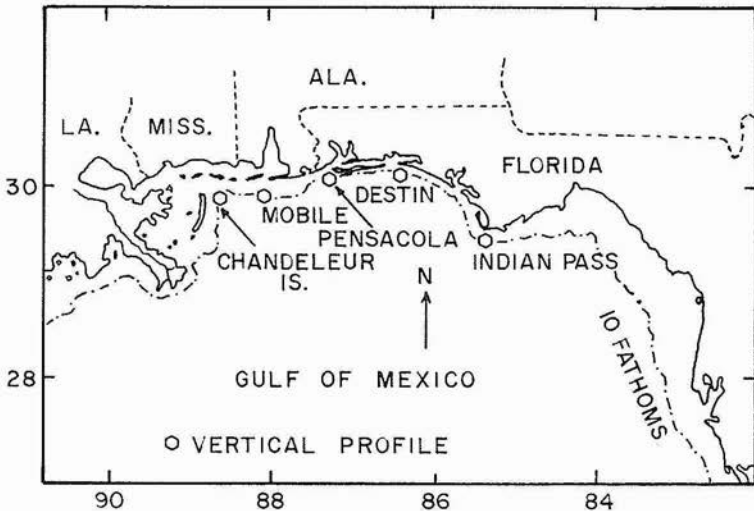 ALA.
LA.
MISS.
FLORIDA
30
DESTIN
MOBILE
PENSACOLA
CHANDELEUR
IS.
INDIAN PASS
N
10 FATHOMS
28
GULF OF MEXICO
VERTICAL PROFILE
90
88
86
84